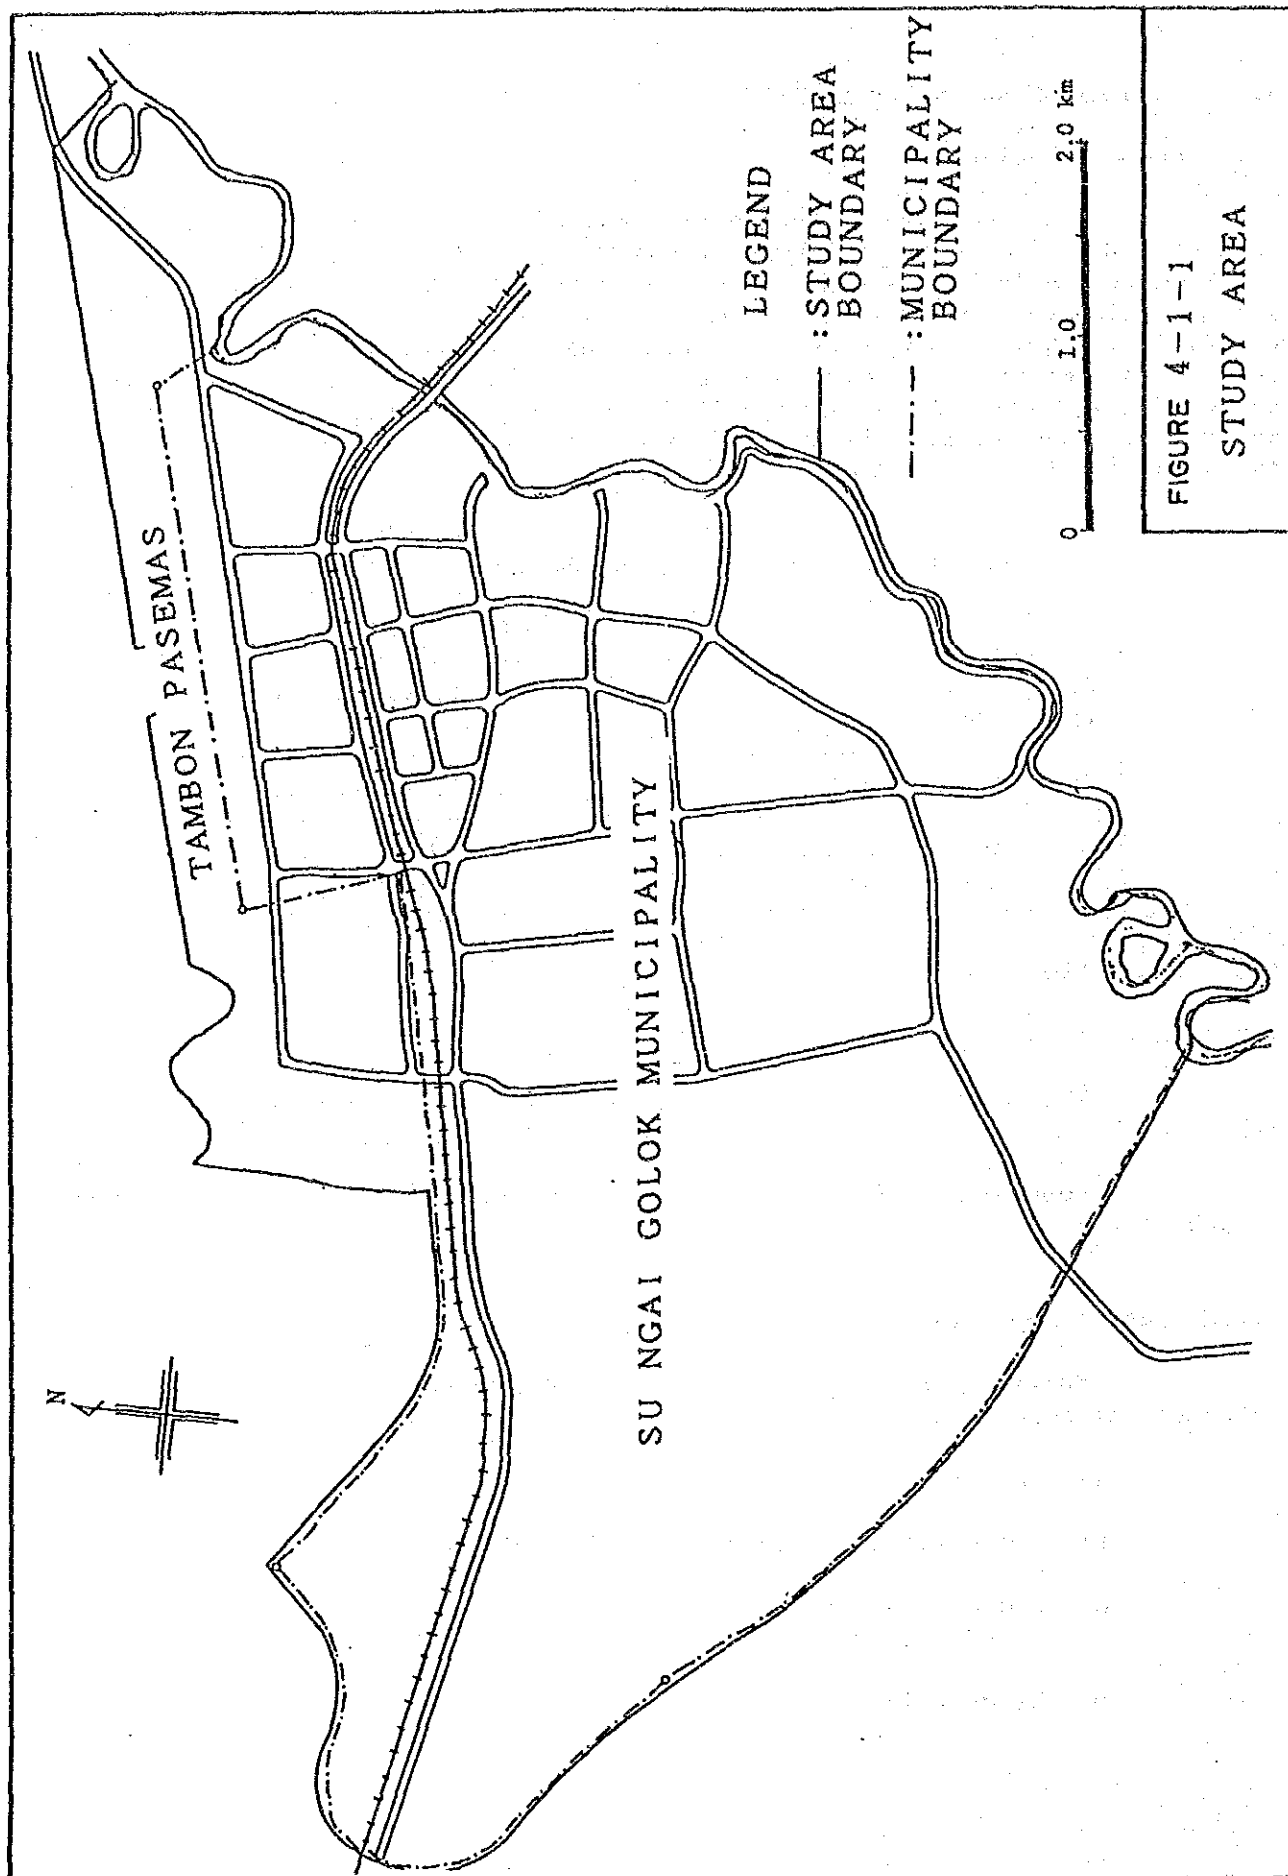 N
TAMBON PASEMAS
SU NGAI GOLOK MUNICIPALITY
LEGEND
: STUDY AREA
BOUNDARY
: MUNICIPALITY
BOUNDARY
0 1.0 2.0 km
FIGURE 4-1-1
STUDY AREA